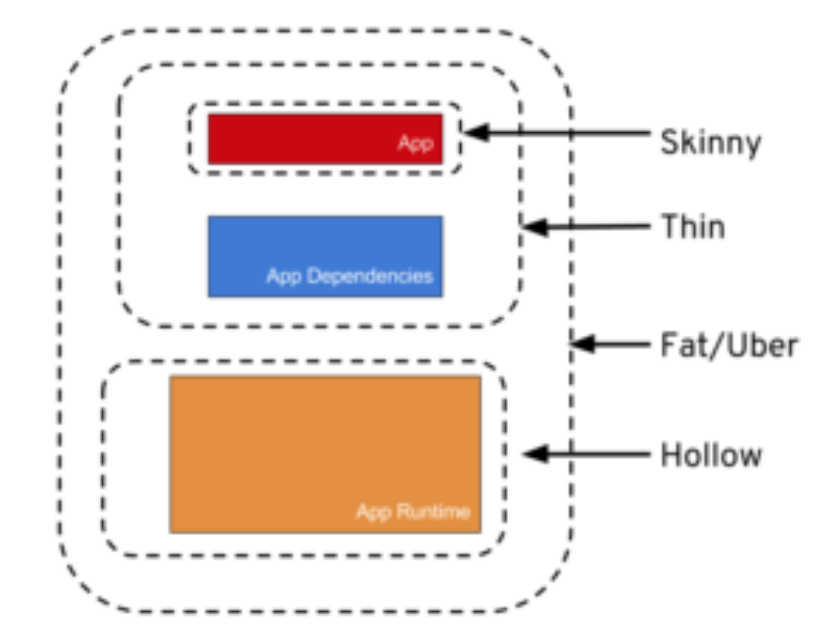 App
Skinny
Thin
App Dependencies
Fat/Uber
Hollow
App Runtime